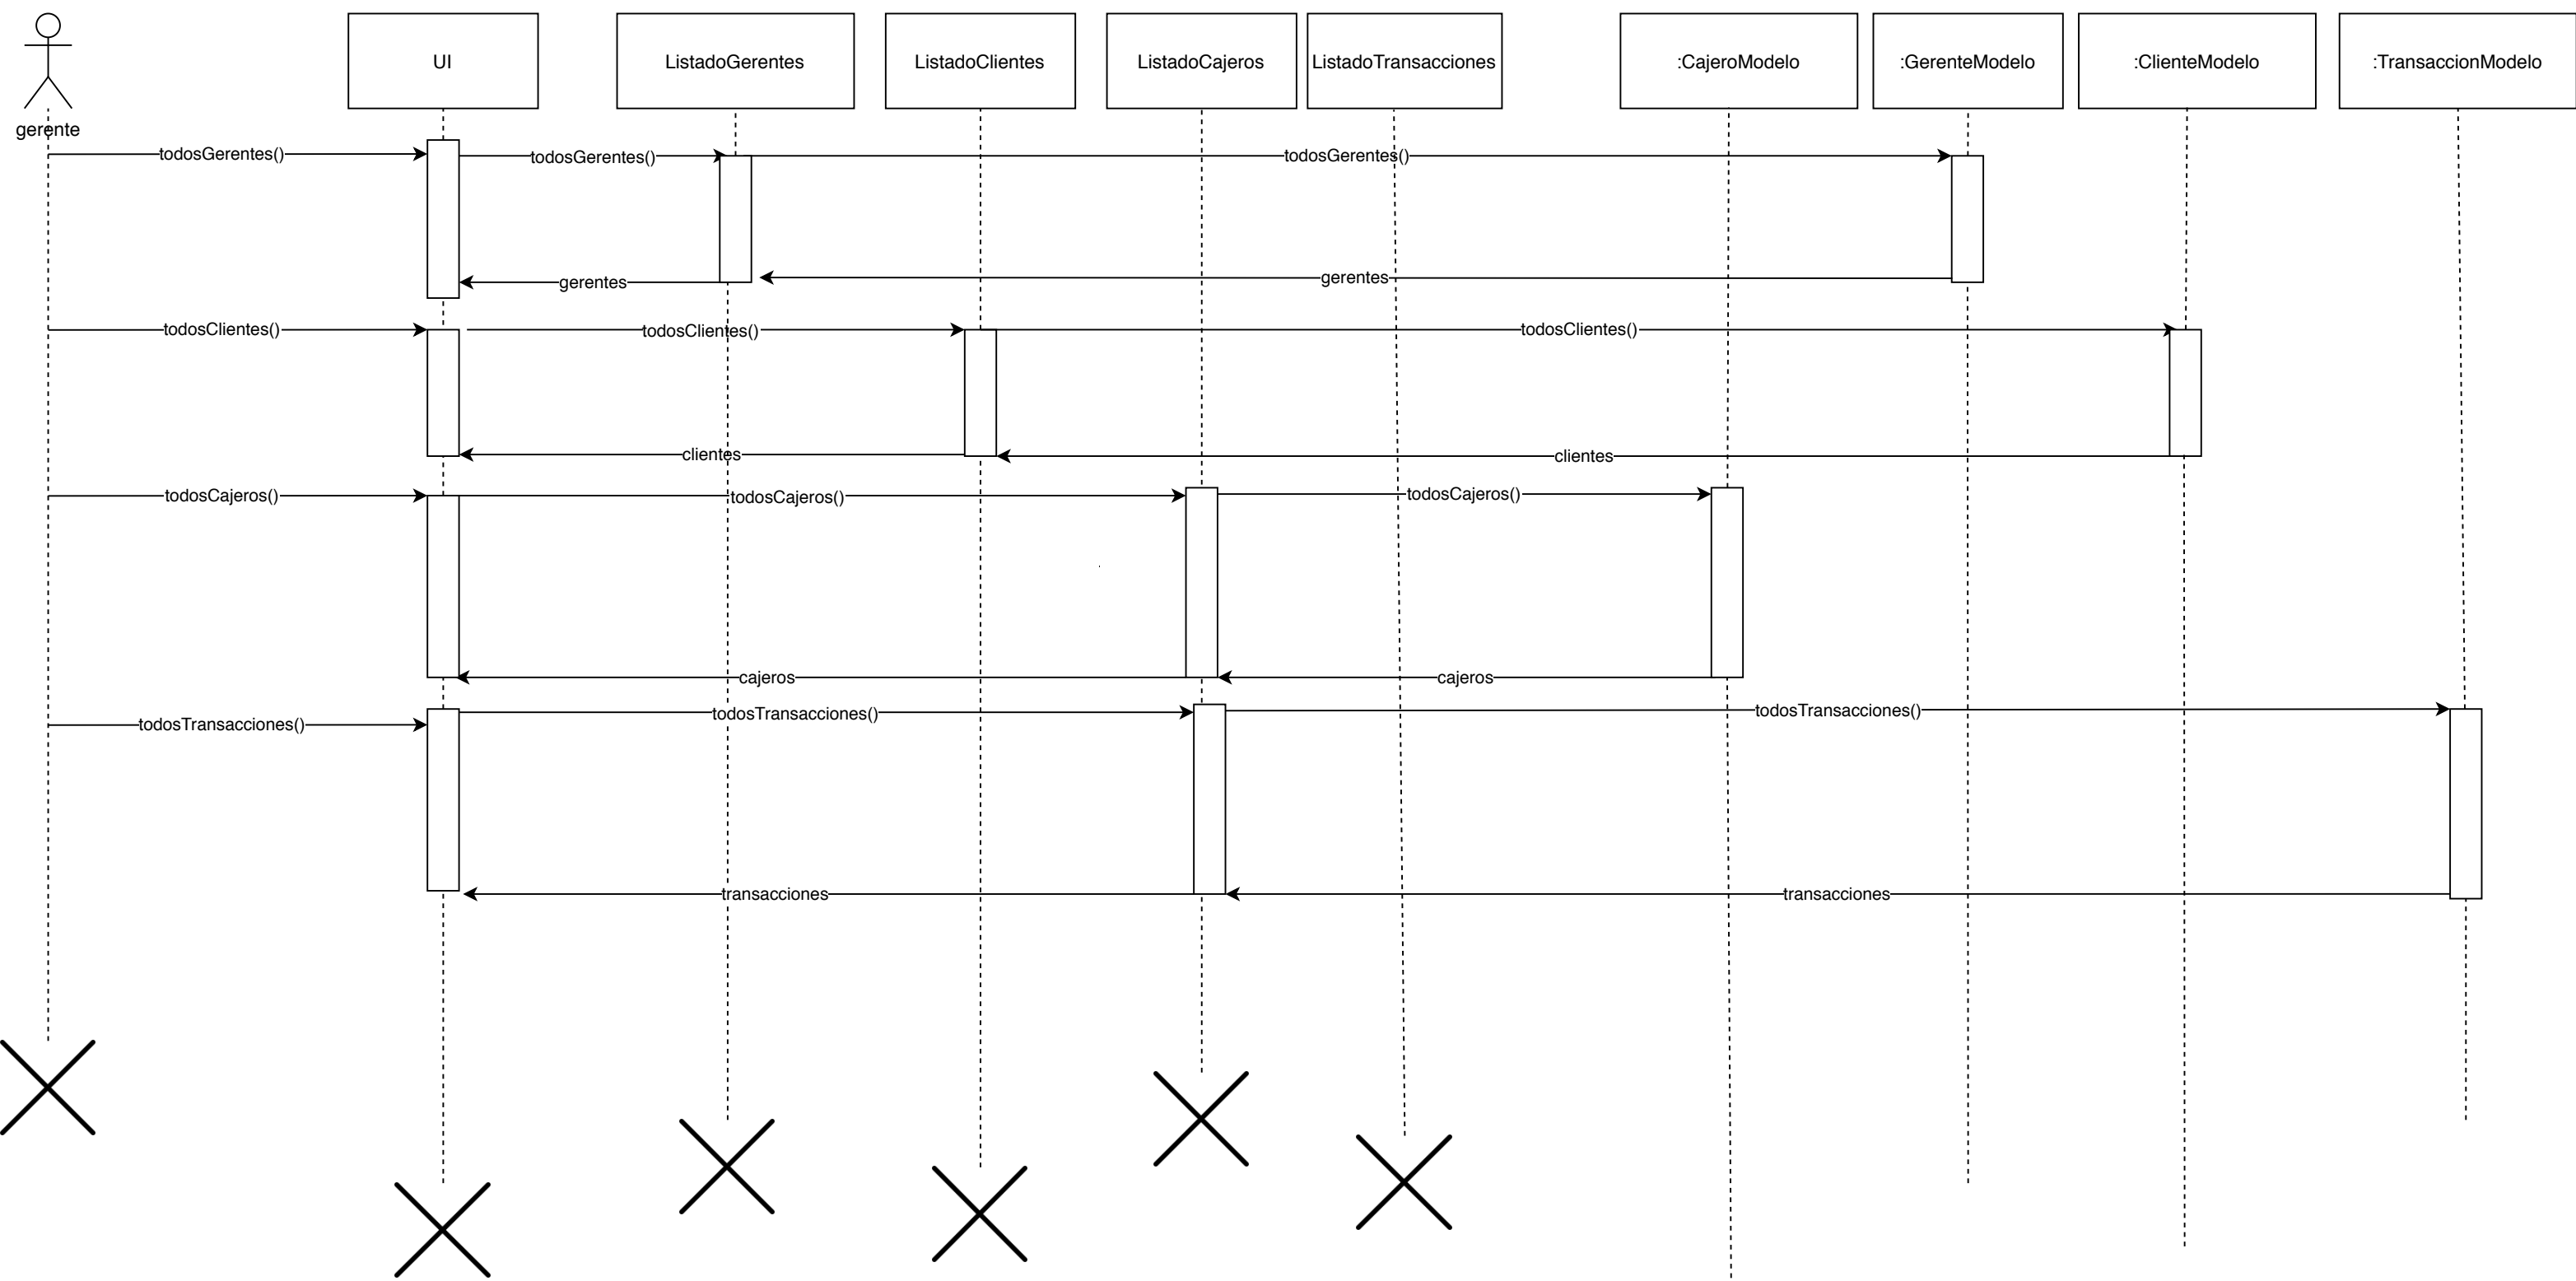 UI
ListadoGerentes
ListadoClientes
ListadoCajeros
ListadoTransacciones
:CajeroModelo
:GerenteModelo
:ClienteModelo
:TransaccionModelo
gerente
todosGerentes()
todosGerentes()
todosGerentes()
gerentes
gerentes
todosClientes()
todosClientes()
todosClientes()
clientes
clientes
todosCajeros()
todosCajeros()
todosCajeros()
cajeros
cajeros
todosTransacciones()
todosTransacciones()
todosTransacciones()
transacciones
transacciones